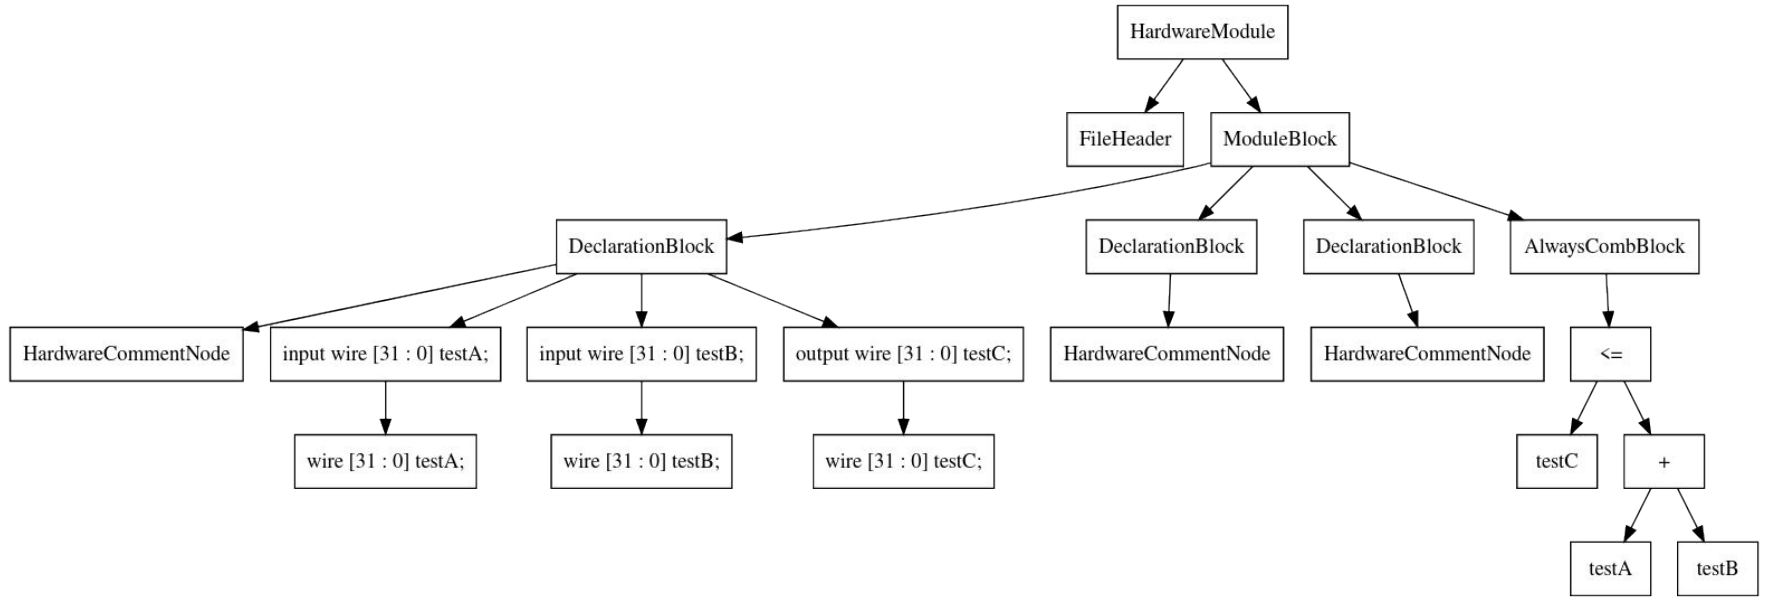 HardwareModule
FileHeader
ModuleBlock
DeclarationBlock
DeclarationBlock
DeclarationBlock
AlwaysCombBlock
HardwareCommentNode
input wire [31 : 0] testA;
input wire [31 : 0] testB;
output wire [31 : 0] testC;
HardwareCommentNode
HardwareCommentNode
<=
wire [31 : 0] testA;
wire [31 : 0] testB;
wire [31 : 0] testC;
testC
+
testA
testB